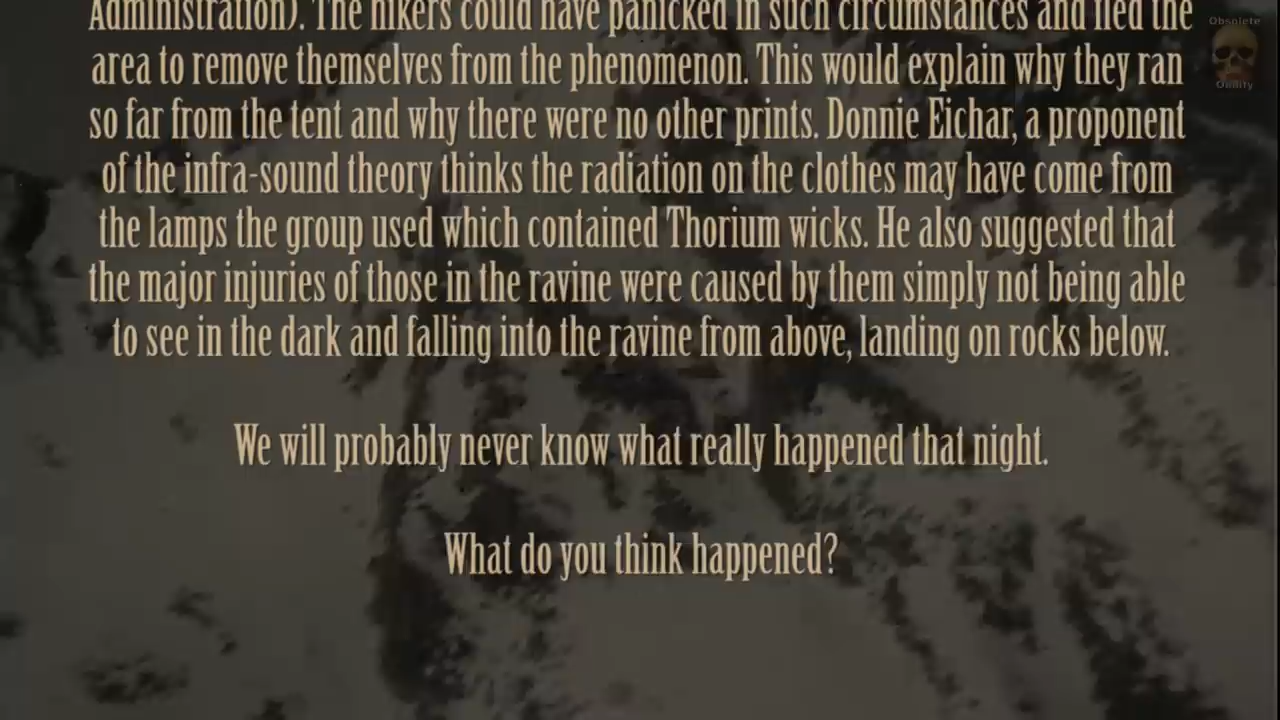 Administration). The hikers could have panicked in such circumstances and fled the
area to remove themselves from the phenomenon. This would explain why they ran
so far from the tent and why there were no other prints. Donnie Eichar, a proponent
of the infra-sound theory thinks the radiation on the clothes may have come from
the lamps the group used which contained Thorium wicks. He also suggested that
the major injuries of those in the ravine were caused by them simply not being able
to see in the dark and falling into the ravine from above, landing on rocks below.
We will probably never know what really happened that night.
What do you think happened?
Obsolete
Oddity